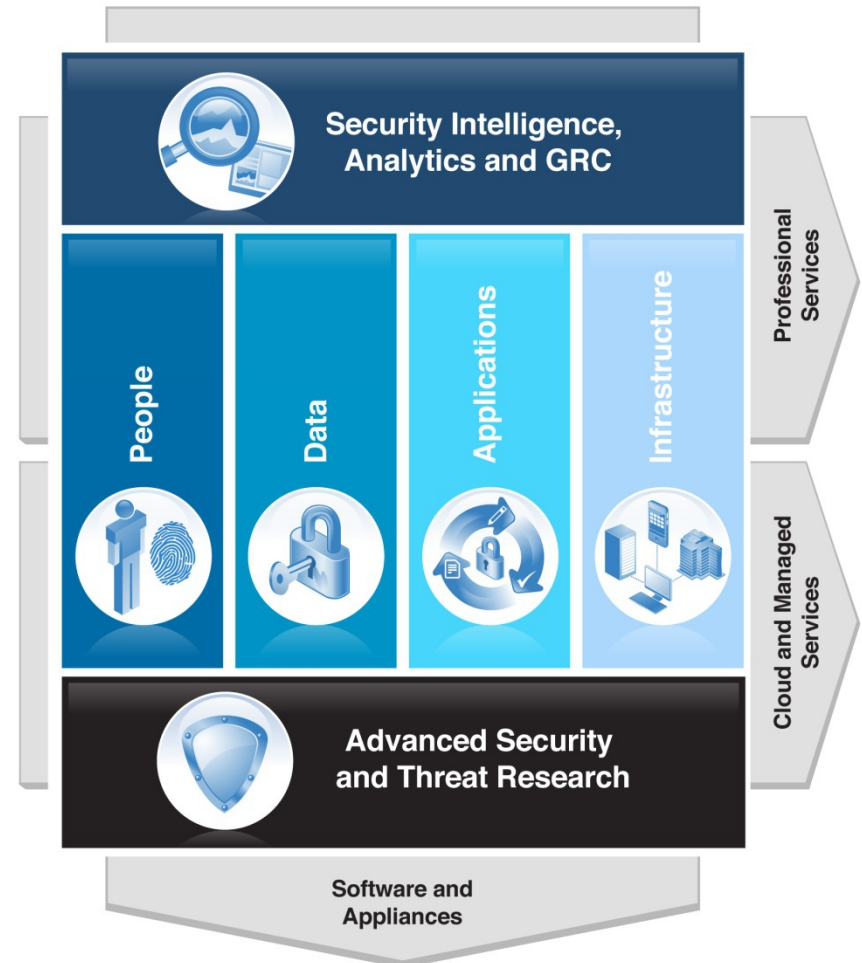 Security Intelligence,
Analytics and GRC
Professional
Services
People
Data
Applications
Infrastructure
Cloud and Managed
Services
Advanced Security
and Threat Research
Software and
Appliances